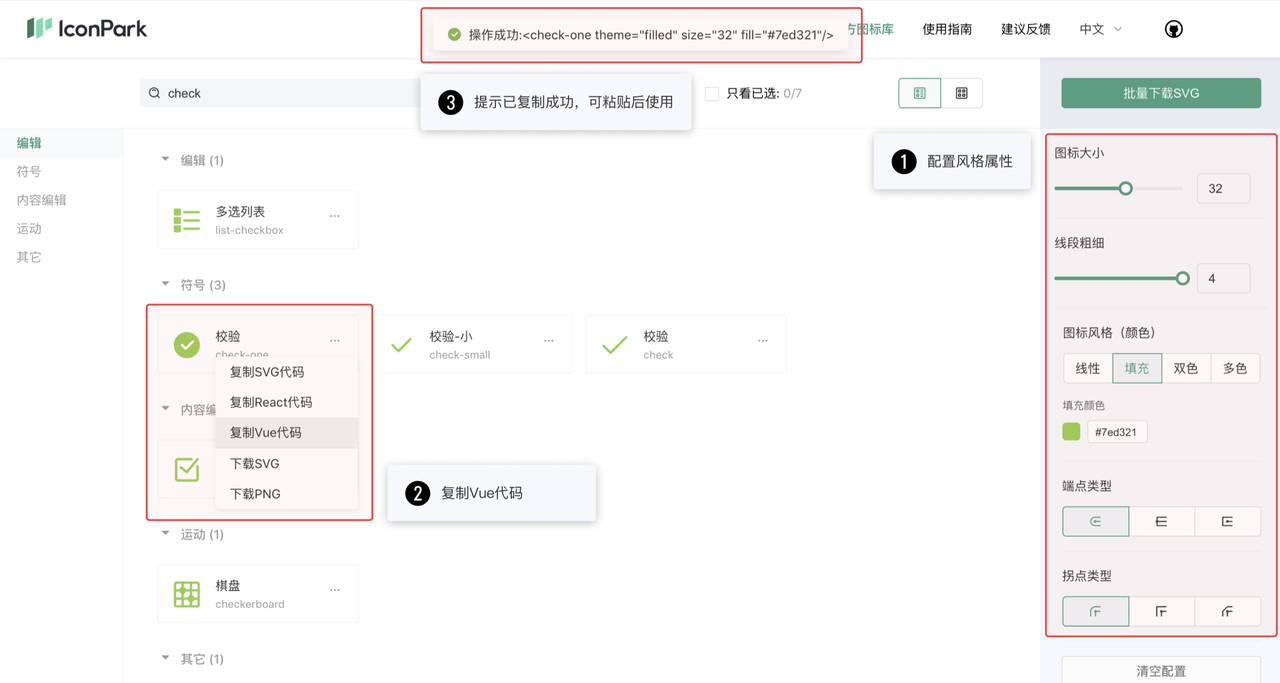 IconPark
操作成功:<check-one theme="filled" size="32" fill="#7ed321"/>
方图标库
使用指南
建议反馈
中文
check
3 提示已复制成功，可粘贴后使用
只看已选: 0/7
批量下载SVG
编辑
符号
内容编辑
运动
其它
编辑 (1)
多选列表
...
list-checkbox
符号 (3)
校验
...
check-one
复制SVG代码
复制React代码
复制Vue代码
下载SVG
下载PNG
校验-小
...
check-small
校验
...
check
内容编
2 复制Vue代码
运动 (1)
棋盘
...
checkerboard
其它 (1)
1 配置风格属性
图标大小
32
线段粗细
4
图标风格（颜色）
线性
填充
双色
多色
填充颜色
#7ed321
端点类型
拐点类型
清空配置